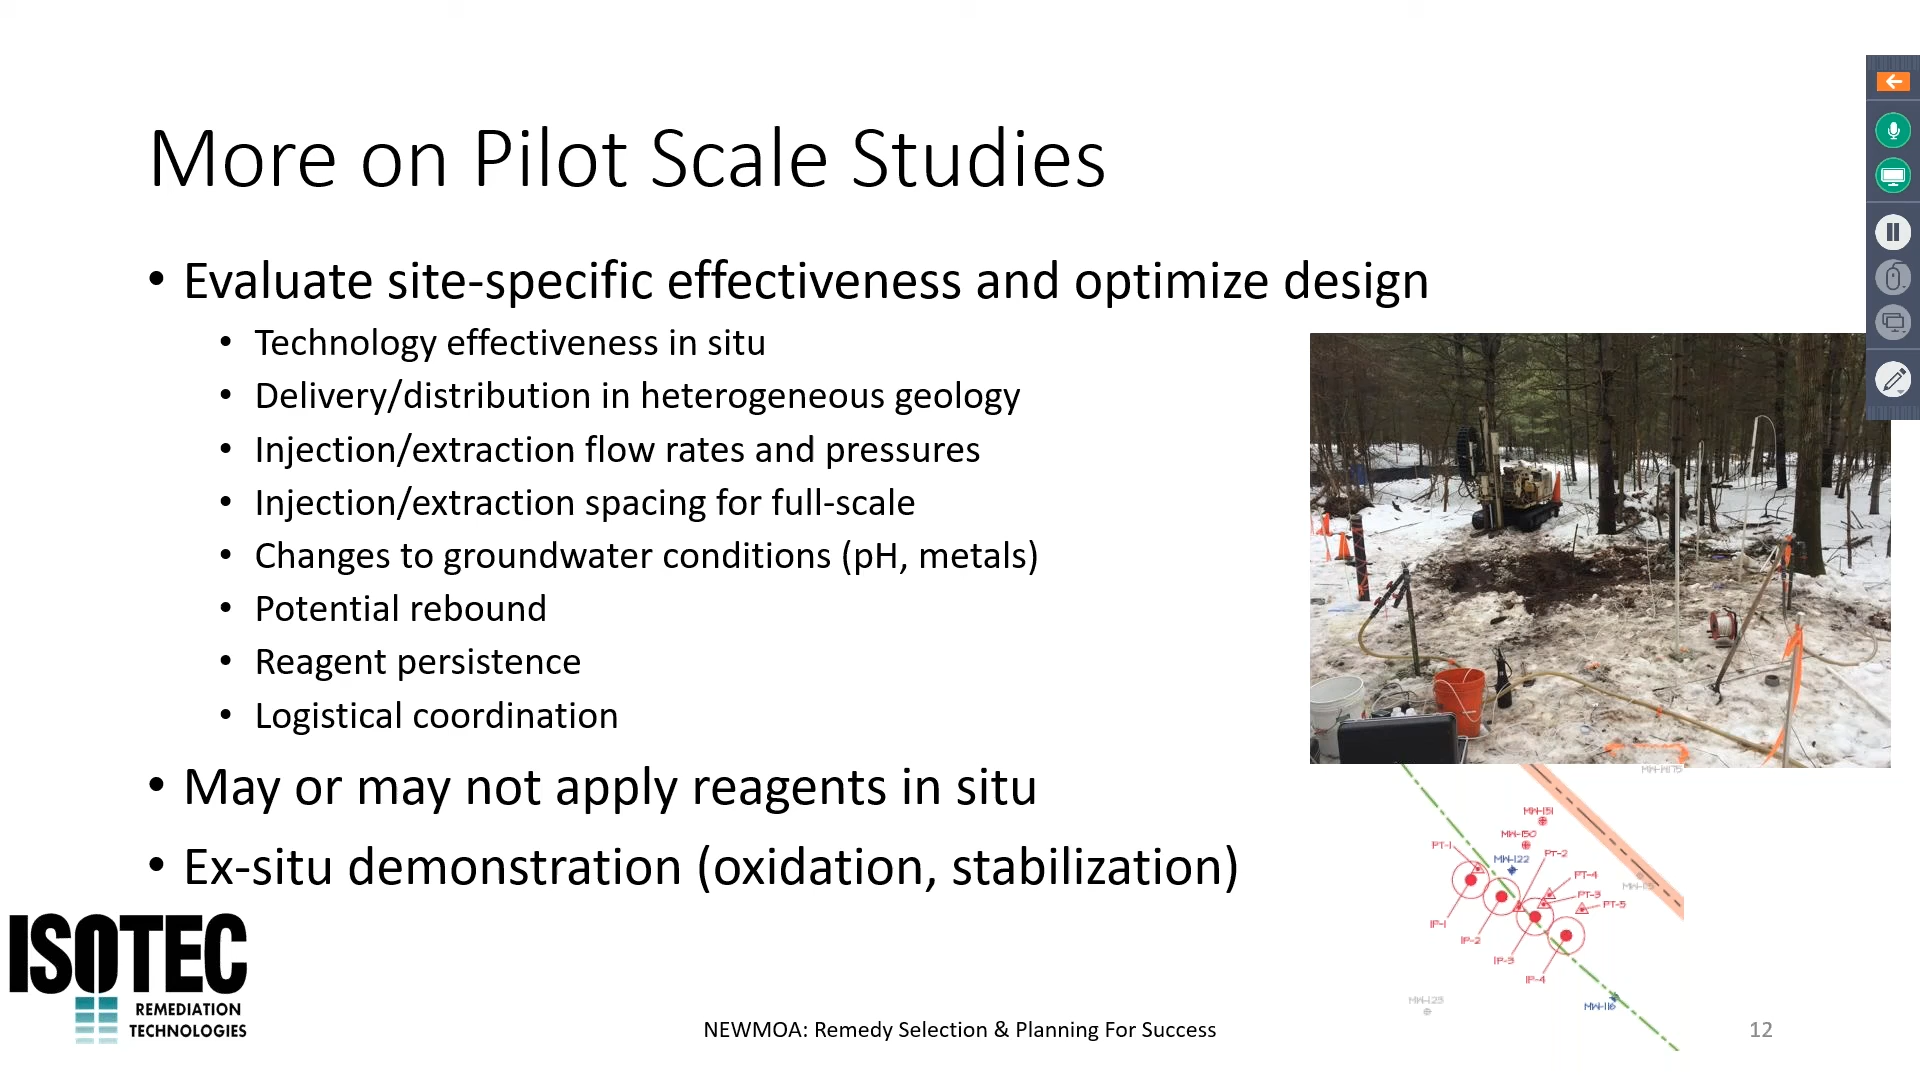 More on Pilot Scale Studies
• Evaluate site-specific effectiveness and optimize design
• Technology effectiveness in situ
• Delivery/distribution in heterogeneous geology
• Injection/extraction flow rates and pressures
• Injection/extraction spacing for full-scale
• Changes to groundwater conditions (pH, metals)
• Potential rebound
• Reagent persistence
• Logistical coordination
• May or may not apply reagents in situ
• Ex-situ demonstration (oxidation, stabilization)
MW-151
MW-150
PT-1
MW-122
PT-2
PT-4
PT-3
PT-5
IP-1
IP-2
IP-3
IP-4
MW-123
MW-116
ISOTEC
REMEDIATION
TECHNOLOGIES
NEWMOA: Remedy Selection & Planning For Success
12